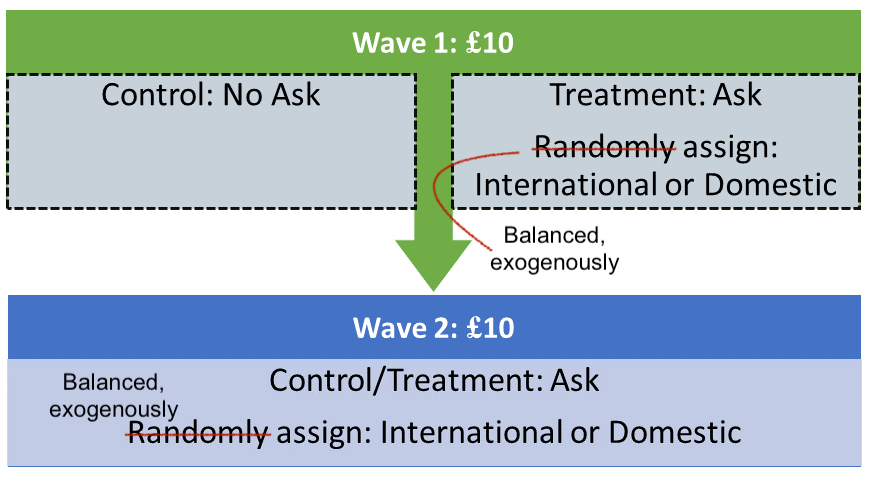 Wave 1: £10
Control: No Ask
Treatment: Ask
Randomly assign:
International or Domestic
Balanced,
exogenously
Wave 2: £10
Control/Treatment: Ask
Balanced,
exogenously
Randomly assign: International or Domestic